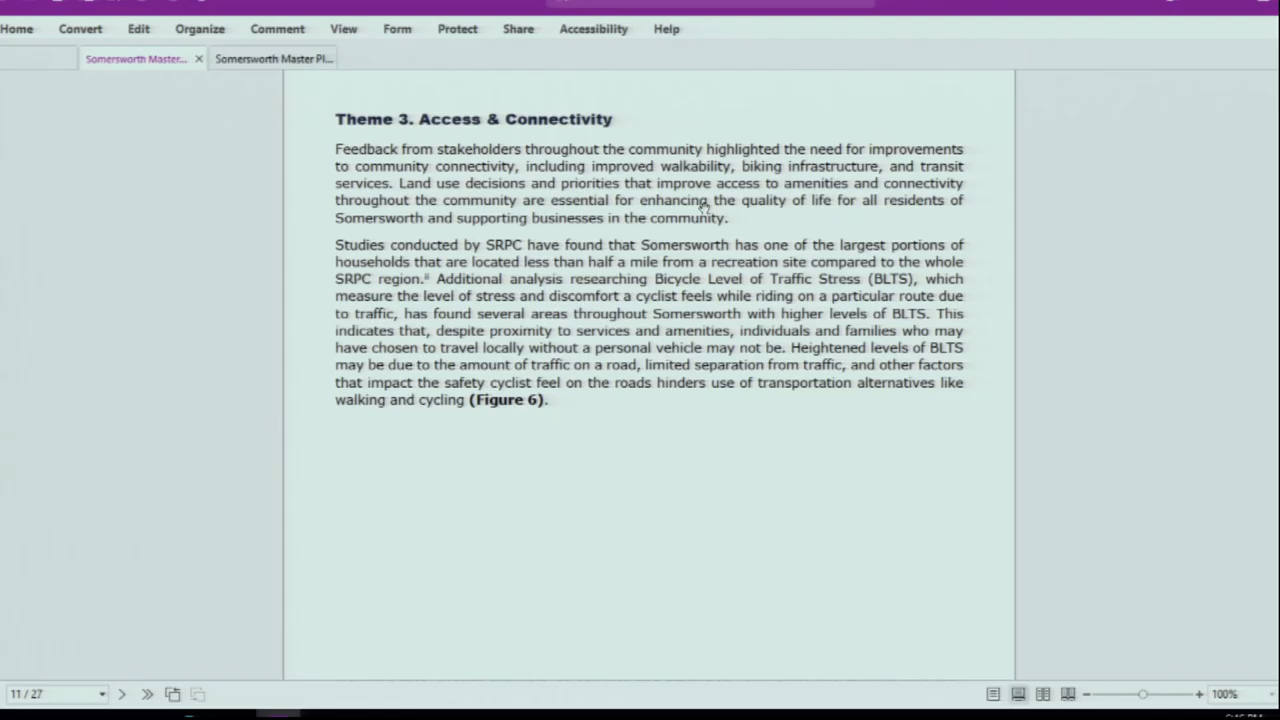 Home Convert Edit Organize Comment View Form Protect Share Accessibility Help
Somersworth Master... Somersworth Master Pl...
Theme 3. Access & Connectivity
Feedback from stakeholders throughout the community highlighted the need for improvements
to community connectivity, including improved walkability, biking infrastructure, and transit
services. Land use decisions and priorities that improve access to amenities and connectivity
throughout the community are essential for enhancing the quality of life for all residents of
Somersworth and supporting businesses in the community.
Studies conducted by SRPC have found that Somersworth has one of the largest portions of
households that are located less than half a mile from a recreation site compared to the whole
SRPC region.ii Additional analysis researching Bicycle Level of Traffic Stress (BLTS), which
measure the level of stress and discomfort a cyclist feels while riding on a particular route due
to traffic, has found several areas throughout Somersworth with higher levels of BLTS. This
indicates that, despite proximity to services and amenities, individuals and families who may
have chosen to travel locally without a personal vehicle may not be. Heightened levels of BLTS
may be due to the amount of traffic on a road, limited separation from traffic, and other factors
that impact the safety cyclist feel on the roads hinders use of transportation alternatives like
walking and cycling (Figure 6).
11 / 27 100%